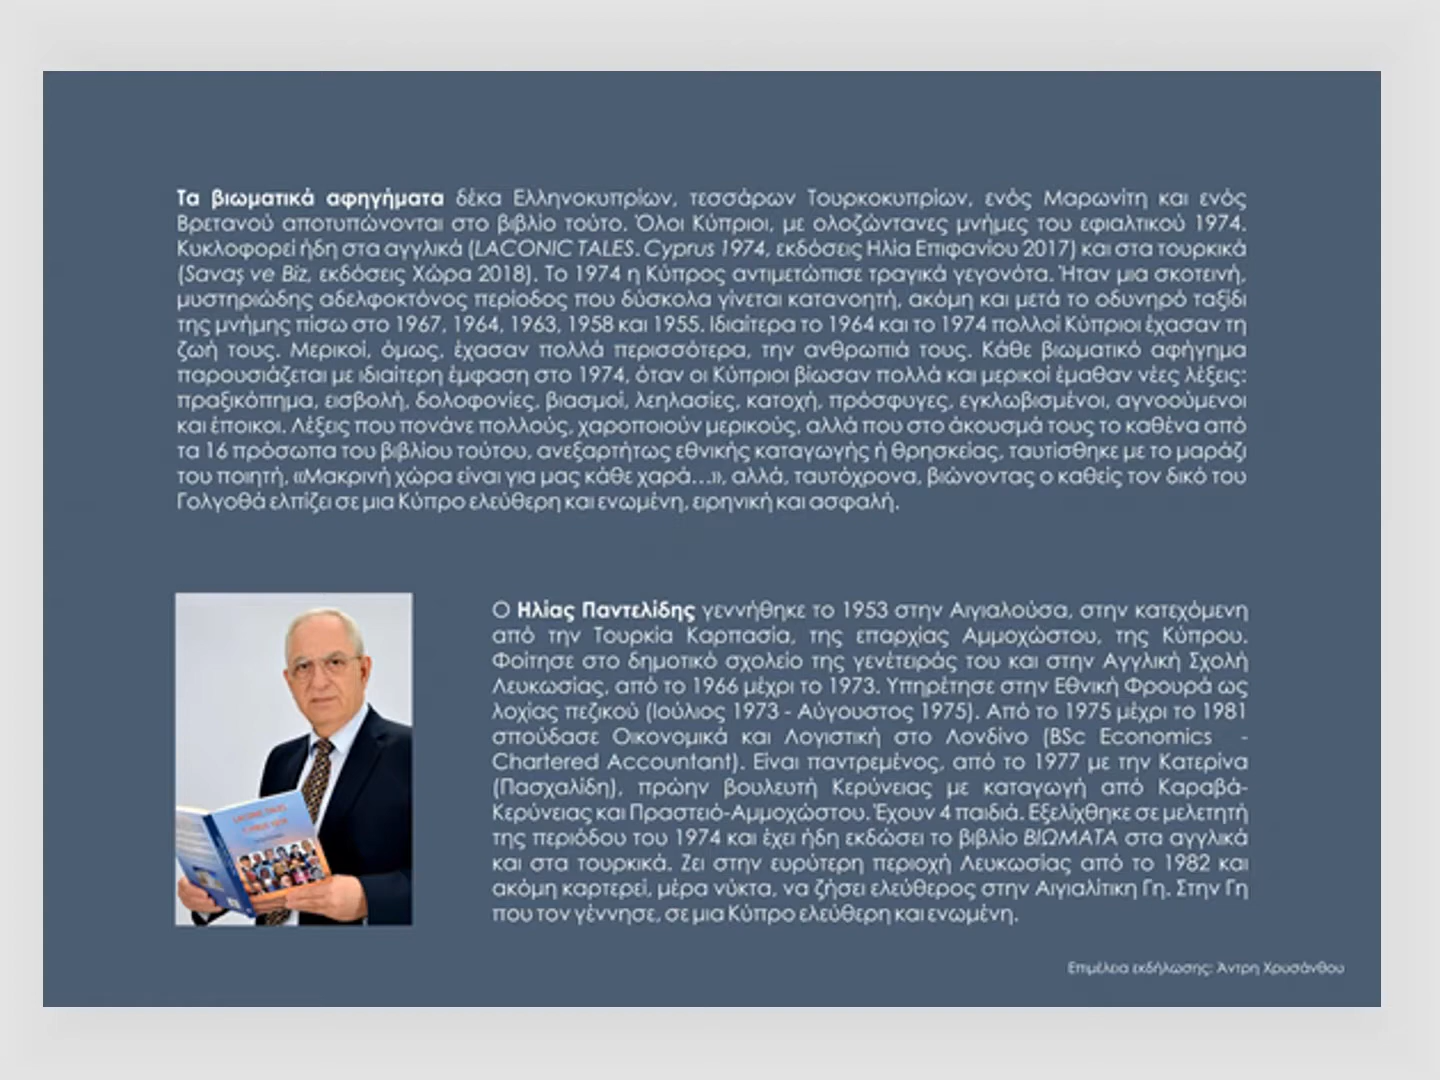 Τα βιωματικά αφηγήματα δέκα Ελληνοκυπρίων, τεσσάρων Τουρκοκυπρίων, ενός Μαρωνίτη και ενός
Βρετανού αποτυπώνονται στο βιβλίο τούτο. Όλοι Κύπριοι, με ολοζώντανες μνήμες του εφιαλτικού 1974.
Κυκλοφορεί ήδη στα αγγλικά (LACONIC TALES. Cyprus 1974, εκδόσεις Ηλία Επιφανίου 2017) και στα τουρκικά
(Savaş ve Biz, εκδόσεις Χώρα 2018). Το 1974 η Κύπρος αντιμετώπισε τραγικά γεγονότα. Ήταν μια σκοτεινή,
μυστηριώδης αδελφοκτόνος περίοδος που δύσκολα γίνεται κατανοητή, ακόμη και μετά το οδυνηρό ταξίδι
της μνήμης πίσω στο 1967, 1964, 1963, 1958 και 1955. Ιδιαίτερα το 1964 και το 1974 πολλοί Κύπριοι έχασαν τη
ζωή τους. Μερικοί, όμως, έχασαν πολλά περισσότερα, την ανθρωπιά τους. Κάθε βιωματικό αφήγημα
παρουσιάζεται με ιδιαίτερη έμφαση στο 1974, όταν οι Κύπριοι βίωσαν πολλά και μερικοί έμαθαν νέες λέξεις:
πραξικόπημα, εισβολή, δολοφονίες, βιασμοί, λεηλασίες, κατοχή, πρόσφυγες, εγκλωβισμένοι, αγνοούμενοι
και έποικοι. Λέξεις που πονάνε πολλούς, χαροποιούν μερικούς, αλλά που στο άκουσμά τους το καθένα από
τα 16 πρόσωπα του βιβλίου τούτου, ανεξαρτήτως εθνικής καταγωγής ή θρησκείας, ταυτίσθηκε με το μαράζι
του ποιητή, «Μακρινή χώρα είναι για μας κάθε χαρά...», αλλά, ταυτόχρονα, βιώνοντας ο καθείς τον δικό του
Γολγοθά ελπίζει σε μια Κύπρο ελεύθερη και ενωμένη, ειρηνική και ασφαλή.
Ο Ηλίας Παντελίδης γεννήθηκε το 1953 στην Αιγιαλούσα, στην κατεχόμενη
από την Τουρκία Καρπασία, της επαρχίας Αμμοχώστου, της Κύπρου.
Φοίτησε στο δημοτικό σχολείο της γενέτειράς του και στην Αγγλική Σχολή
Λευκωσίας, από το 1966 μέχρι το 1973. Υπηρέτησε στην Εθνική Φρουρά ως
λοχίας πεζικού (Ιούλιος 1973 - Αύγουστος 1975). Από το 1975 μέχρι το 1981
σπούδασε Οικονομικά και Λογιστική στο Λονδίνο (BSc Economics -
Chartered Accountant). Είναι παντρεμένος, από το 1977 με την Κατερίνα
(Πασχαλίδη), πρώην βουλευτή Κερύνειας με καταγωγή από Καραβά-
Κερύνειας και Πραστειό-Αμμοχώστου. Έχουν 4 παιδιά. Εξελίχθηκε σε μελετητή
της περιόδου του 1974 και έχει ήδη εκδώσει το βιβλίο ΒΙΩΜΑΤΑ στα αγγλικά
και στα τουρκικά. Ζει στην ευρύτερη περιοχή Λευκωσίας από το 1982 και
ακόμη καρτερεί, μέρα νύκτα, να ζήσει ελεύθερος στην Αιγιαλίτικη Γη. Στην Γη
που τον γέννησε, σε μια Κύπρο ελεύθερη και ενωμένη.
LACONIC TALES
CYPRUS 1974
Επιμέλεια εκδήλωσης: Άντρη Χρυσάνθου